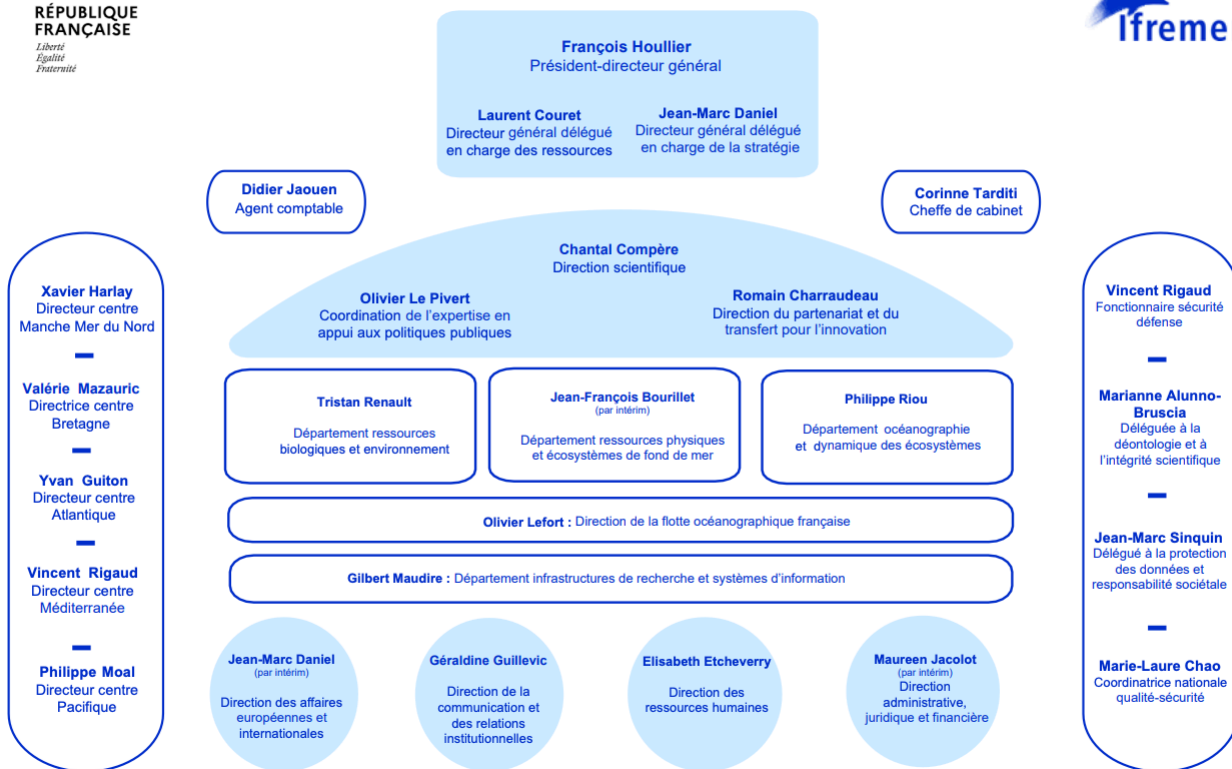 RÉPUBLIQUE
FRANÇAISE
Liberté
Égalité
Fraternité
Ifreme
François Houllier
Président-directeur général
Laurent Couret
Directeur général délégué
en charge des ressources
Jean-Marc Daniel
Directeur général délégué
en charge de la stratégie
Didier Jaouen
Agent comptable
Corinne Tarditi
Cheffe de cabinet
Chantal Compère
Direction scientifique
Olivier Le Pivert
Coordination de l'expertise en
appui aux politiques publiques
Romain Charraudeau
Direction du partenariat et du
transfert pour l'innovation
Xavier Harlay
Directeur centre
Manche Mer du Nord
Valérie Mazauric
Directrice centre
Bretagne
Yvan Guiton
Directeur centre
Atlantique
Vincent Rigaud
Directeur centre
Méditerranée
Philippe Moal
Directeur centre
Pacifique
Tristan Renault
Département ressources
biologiques et environnement
Jean-François Bourillet
(par intérim)
Département ressources physiques
et écosystèmes de fond de mer
Philippe Riou
Département océanographie
et dynamique des écosystèmes
Olivier Lefort : Direction de la flotte océanographique française
Gilbert Maudire : Département infrastructures de recherche et systèmes d'information
Jean-Marc Daniel
(par intérim)
Direction des affaires
européennes et
internationales
Géraldine Guillevic
Direction de la
communication et
des relations
institutionnelles
Elisabeth Etcheverry
Direction des
ressources humaines
Maureen Jacolot
(par intérim)
Direction
administrative,
juridique et financière
Vincent Rigaud
Fonctionnaire sécurité
défense
Marianne Alunno-
Bruscia
Déléguée à la
déontologie et à
l'intégrité scientifique
Jean-Marc Sinquin
Délégué à la protection
des données et
responsabilité sociétale
Marie-Laure Chao
Coordinatrice nationale
qualité-sécurité